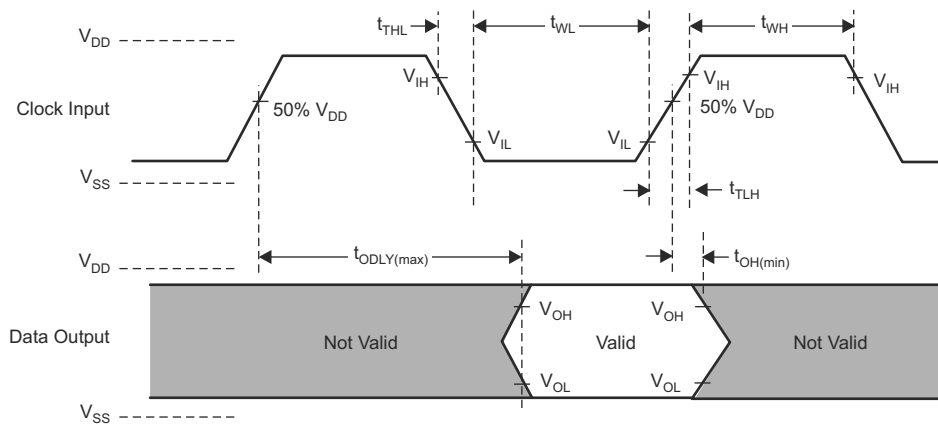 t_THL
t_WL
t_WH
V_DD
V_IH
V_IH
V_IH
Clock Input
50% V_DD
50% V_DD
V_IL
V_IL
V_SS
t_TLH
V_DD
t_ODLY(max)
t_OH(min)
V_OH
V_OH
Data Output
Not Valid
Valid
Not Valid
V_OL
V_OL
V_SS